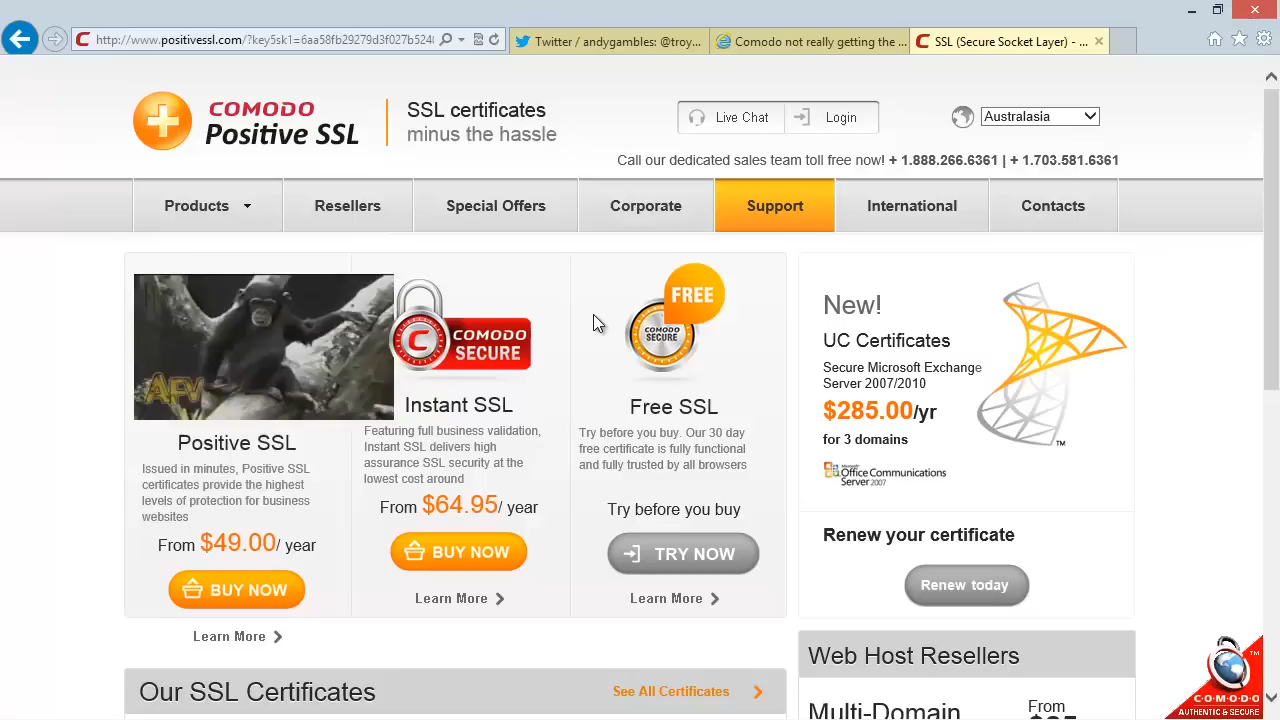 http://www.positivessl.com/?key5sk1=6aa58fb29279d3f027b5240
Twitter / andygambles: @troy...
Comodo not really getting the ...
SSL (Secure Socket Layer) - ...
COMODO
Positive SSL
SSL certificates
minus the hassle
Live Chat
Login
Australasia
Call our dedicated sales team toll free now! + 1.888.266.6361 | + 1.703.581.6361
Products
Resellers
Special Offers
Corporate
Support
International
Contacts
AFV
Positive SSL
Issued in minutes, Positive SSL
certificates provide the highest
levels of protection for business
websites
From $49.00/ year
BUY NOW
Learn More
C
COMODO
SECURE
Instant SSL
Featuring full business validation,
Instant SSL delivers high
assurance SSL security at the
lowest cost around
From $64.95/ year
BUY NOW
Learn More
FREE
COMODO
SECURE
Free SSL
Try before you buy. Our 30 day
free certificate is fully functional
and fully trusted by all browsers
Try before you buy
TRY NOW
Learn More
New!
UC Certificates
Secure Microsoft Exchange
Server 2007/2010
$285.00/yr
for 3 domains
Microsoft
Office Communications
Server 2007
Renew your certificate
Renew today
Our SSL Certificates
See All Certificates
Web Host Resellers
Multi-Domain
From
TM
C·O·M·O·D·O
AUTHENTIC & SECURE